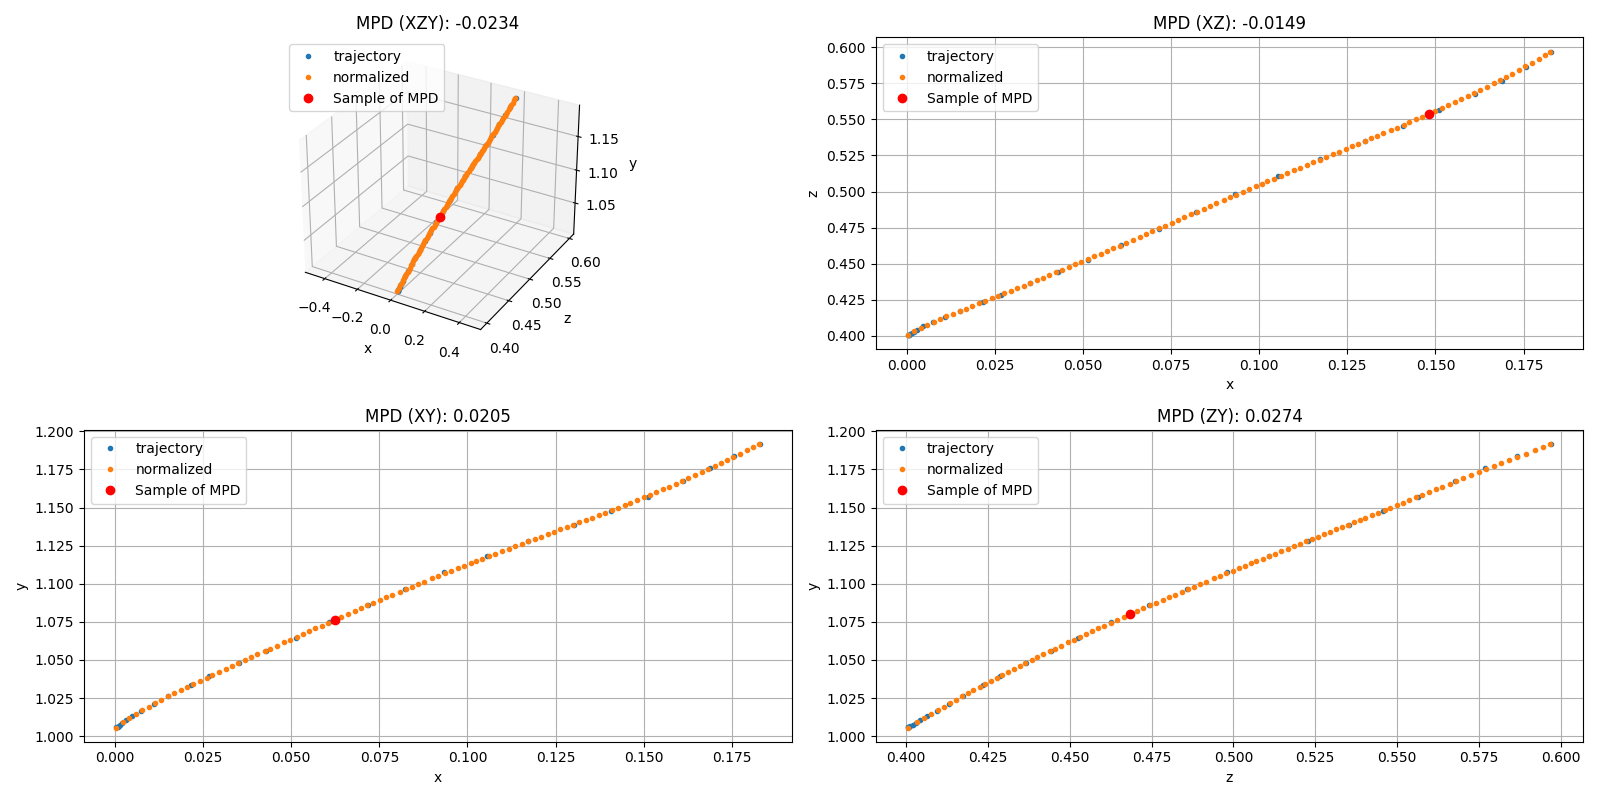 MPD (XZY): -0.0234
trajectory
normalized
Sample of MPD
1.15
1.10
1.05
y
0.60
0.55
0.50
0.45
0.40
z
−0.4
−0.2
0.0
0.2
0.4
x
MPD (XZ): -0.0149
trajectory
normalized
Sample of MPD
0.600
0.575
0.550
0.525
0.500
0.475
0.450
0.425
0.400
z
0.000
0.025
0.050
0.075
0.100
0.125
0.150
0.175
x
MPD (XY): 0.0205
trajectory
normalized
Sample of MPD
1.200
1.175
1.150
1.125
1.100
1.075
1.050
1.025
1.000
y
0.000
0.025
0.050
0.075
0.100
0.125
0.150
0.175
x
MPD (ZY): 0.0274
trajectory
normalized
Sample of MPD
1.200
1.175
1.150
1.125
1.100
1.075
1.050
1.025
1.000
y
0.400
0.425
0.450
0.475
0.500
0.525
0.550
0.575
0.600
z